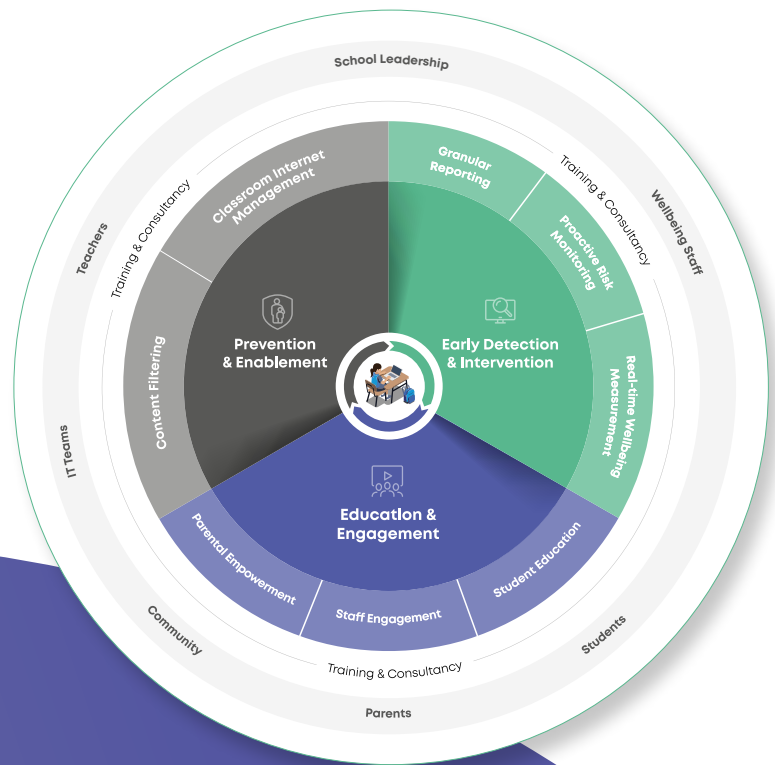 School Leadership
Teachers
Wellbeing Staff
IT Teams
Community
Students
Parents
Training & Consultancy
Training & Consultancy
Training & Consultancy
Classroom Internet
Management
Content Filtering
Granular
Reporting
Proactive Risk
Monitoring
Real-time Wellbeing
Measurement
Prevention
& Enablement
Early Detection
& Intervention
Education &
Engagement
Parental Empowerment
Staff Engagement
Student Education